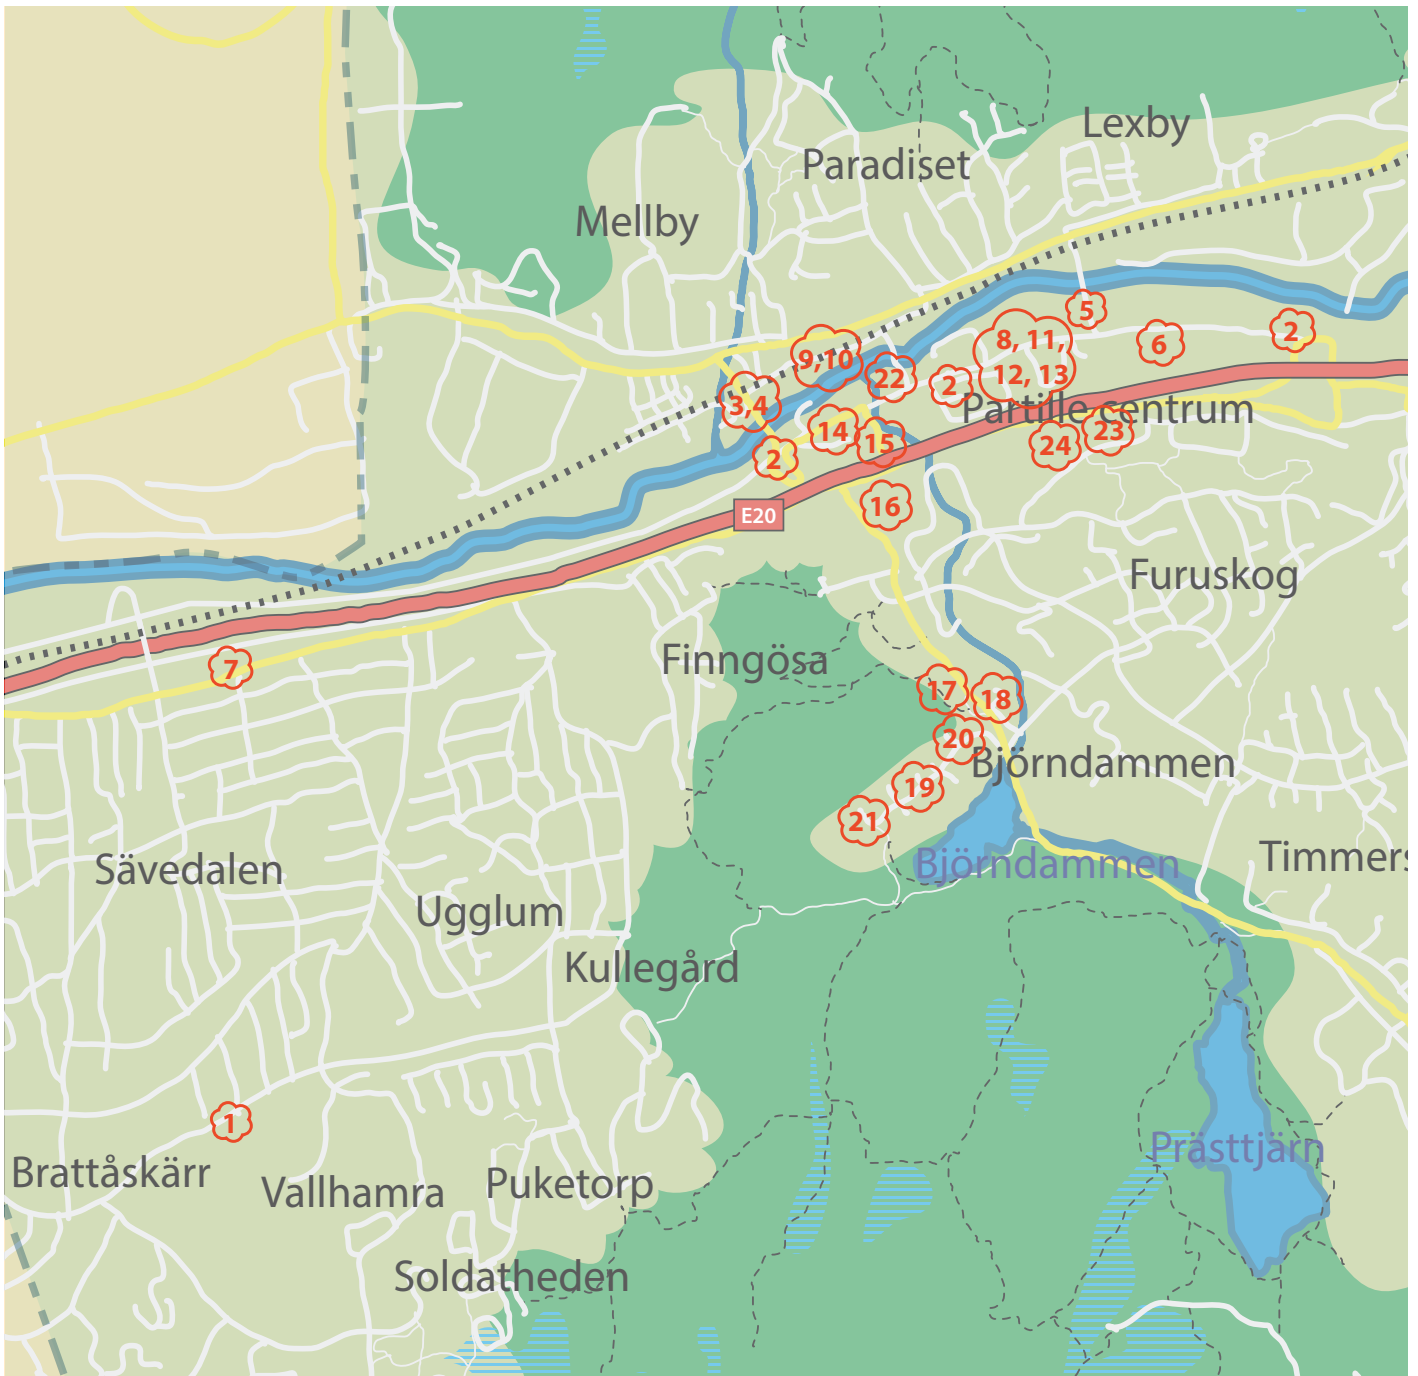 Lexby
Paradiset
Mellby
5
2
6
8, 11,
12, 13
9,10
22
2
3,4
Partille centrum
14
15
23
24
2
16
E20
Furuskog
Finngösa
7
17
18
20
Björndammen
19
21
Björndammen
Timmers
Sävedalen
Ugglum
Kullegård
1
Prästtjärn
Brattåskärr
Vallhamra
Puketorp
Soldatheden